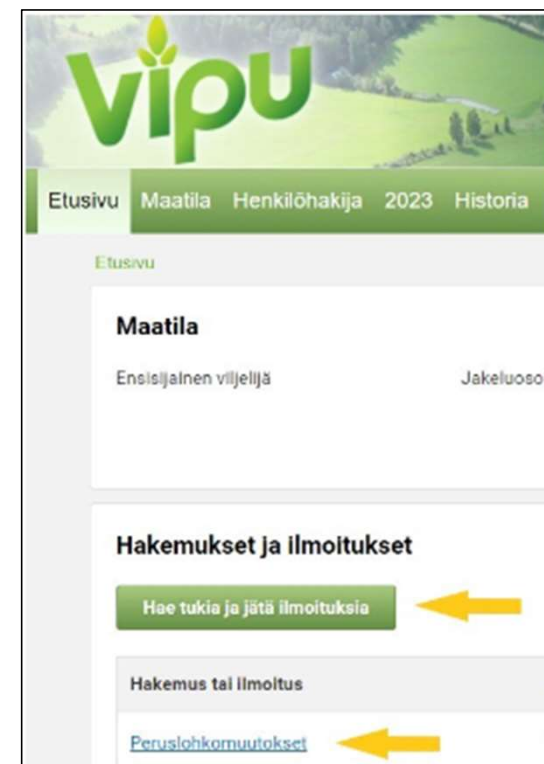 vipu
Etusivu Maatila Henkilöhakija 2023 Historia
Etusivu
Maatila
Ensisijainen viljelijä Jakeluoso
Hakemukset ja ilmoitukset
Hae tukia ja jätä ilmoituksia
Hakemus tai ilmoitus
Peruslohkomuutokset